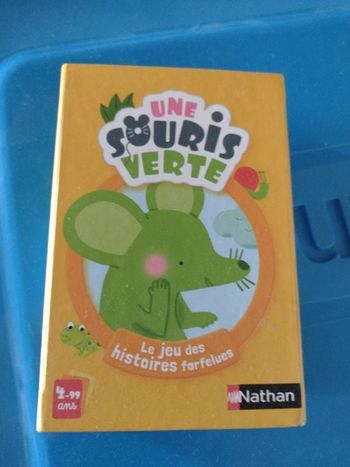 UNE
SOURIS
VERTE
Le jeu des
histoires farfelues
4-99
ans
Nathan